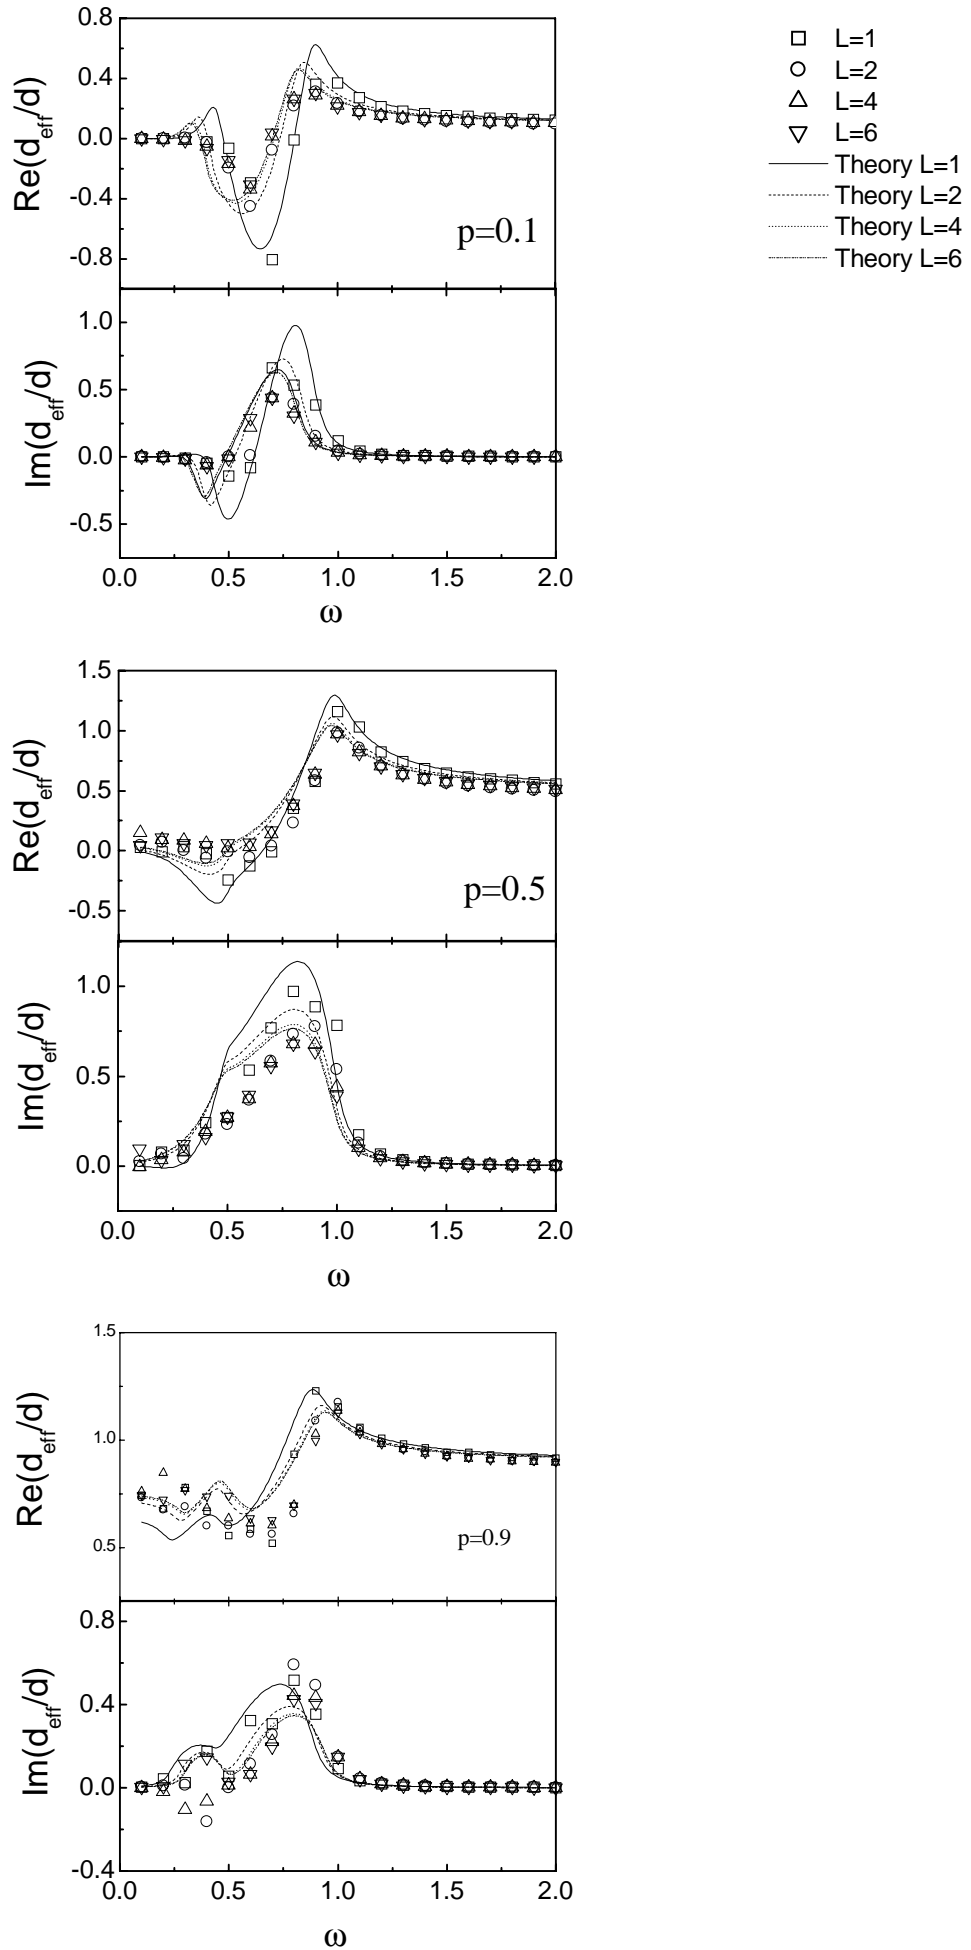 0.8
0.4
0.0
-0.4
-0.8
Re(d_eff/d)
p=0.1
L=1
L=2
L=4
L=6
Theory L=1
Theory L=2
Theory L=4
Theory L=6
1.0
0.5
0.0
-0.5
Im(d_eff/d)
0.0 0.5 1.0 1.5 2.0
ω
1.5
1.0
0.5
0.0
-0.5
Re(d_eff/d)
p=0.5
1.0
0.5
0.0
Im(d_eff/d)
0.0 0.5 1.0 1.5 2.0
ω
1.5
1.0
0.5
Re(d_eff/d)
p=0.9
0.8
0.4
0.0
-0.4
Im(d_eff/d)
0.0 0.5 1.0 1.5 2.0
ω